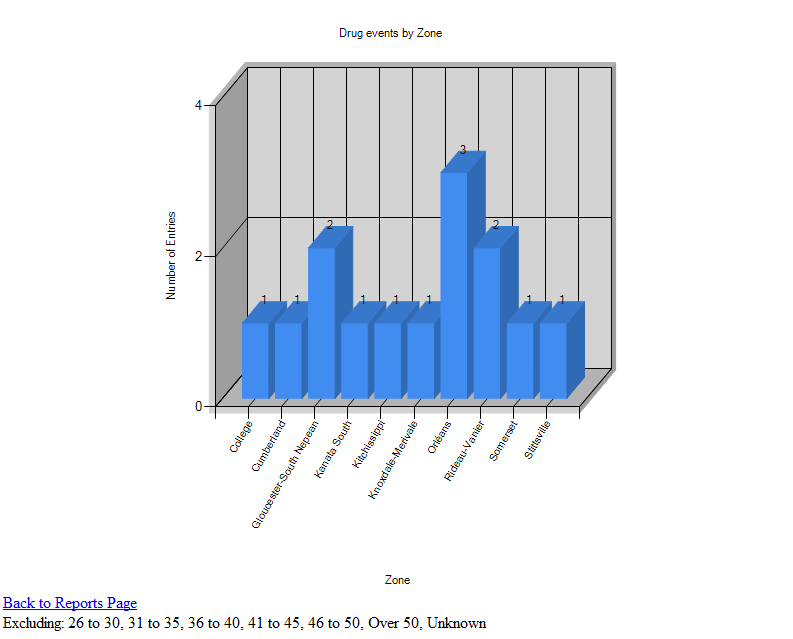 Drug events by Zone
Number of Entries
4
2
0
1
1
2
1
1
1
3
2
1
1
College
Cumberland
Gloucester-South Nepean
Kanata South
Kitchissippi
Knoxdale-Merivale
Orléans
Rideau-Vanier
Somerset
Stittsville
Zone
Back to Reports Page
Excluding: 26 to 30, 31 to 35, 36 to 40, 41 to 45, 46 to 50, Over 50, Unknown